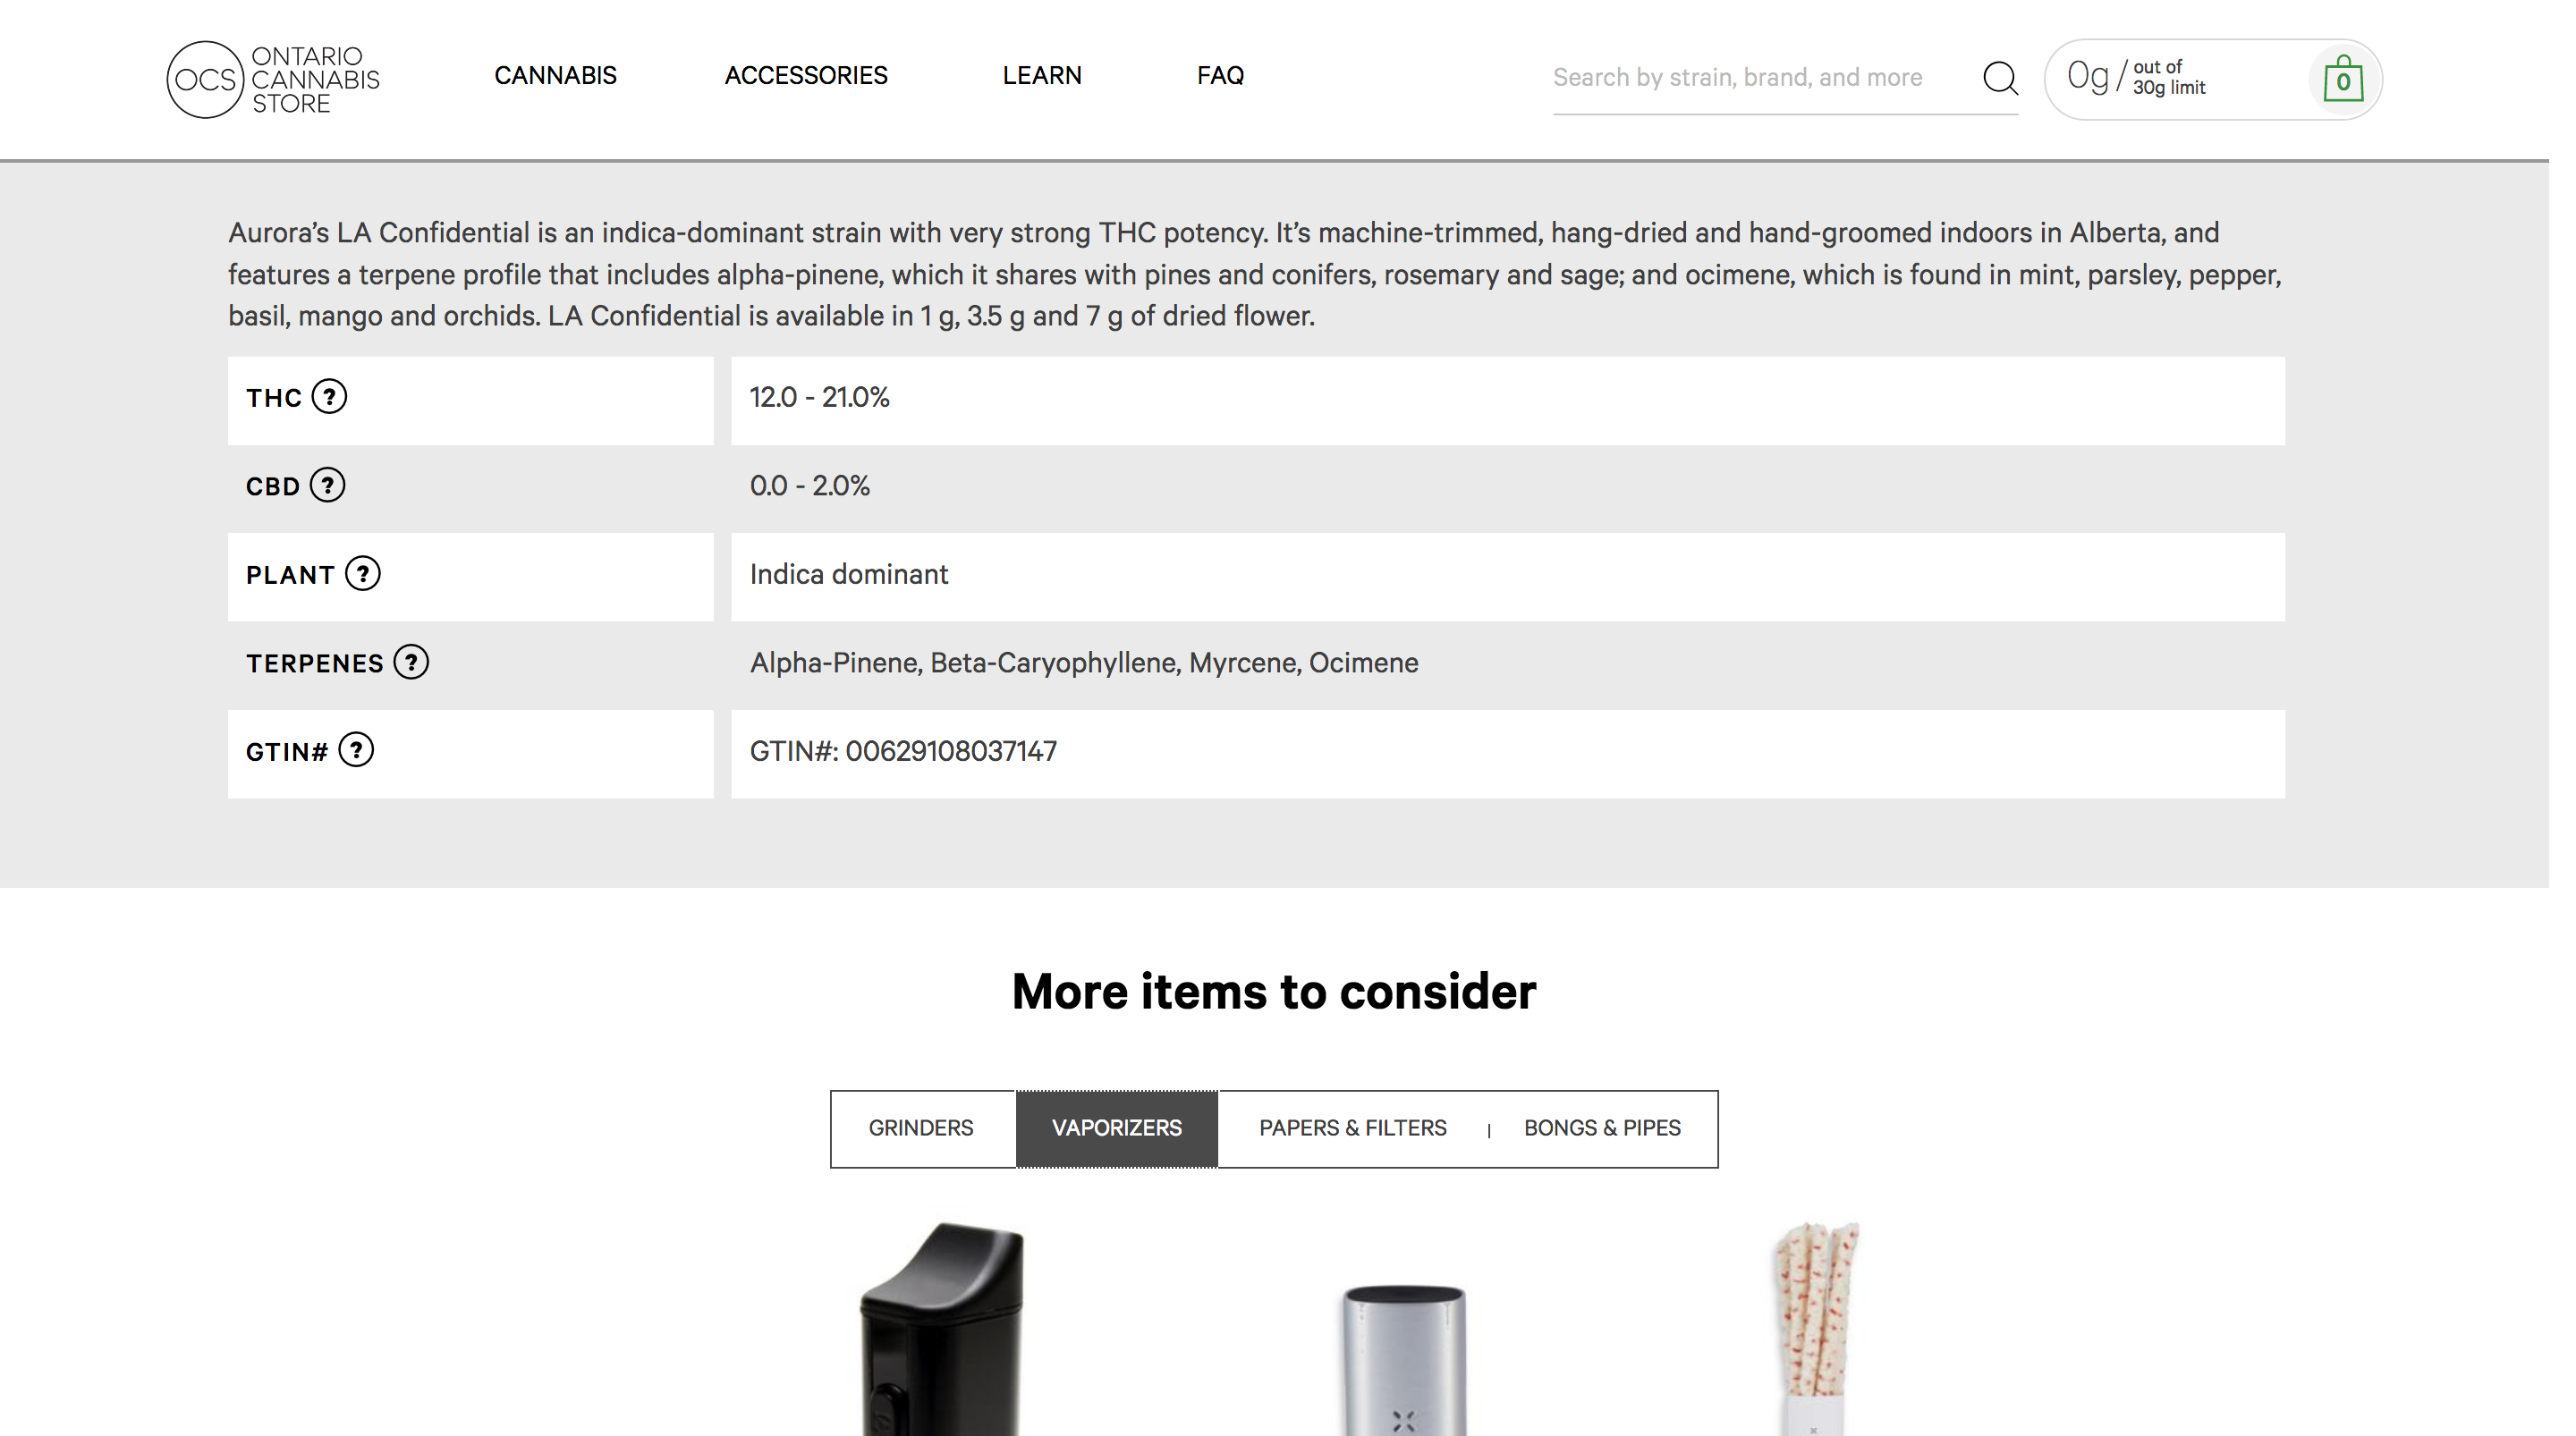 OCS ONTARIO
CANNABIS
STORE
CANNABIS
ACCESSORIES
LEARN
FAQ
Search by strain, brand, and more
0g / out of
30g limit
0
Aurora’s LA Confidential is an indica-dominant strain with very strong THC potency. It’s machine-trimmed, hang-dried and hand-groomed indoors in Alberta, and
features a terpene profile that includes alpha-pinene, which it shares with pines and conifers, rosemary and sage; and ocimene, which is found in mint, parsley, pepper,
basil, mango and orchids. LA Confidential is available in 1 g, 3.5 g and 7 g of dried flower.
THC ? 12.0 - 21.0%
CBD ? 0.0 - 2.0%
PLANT ? Indica dominant
TERPENES ? Alpha-Pinene, Beta-Caryophyllene, Myrcene, Ocimene
GTIN# ? GTIN#: 00629108037147
More items to consider
GRINDERS
VAPORIZERS
PAPERS & FILTERS
BONGS & PIPES